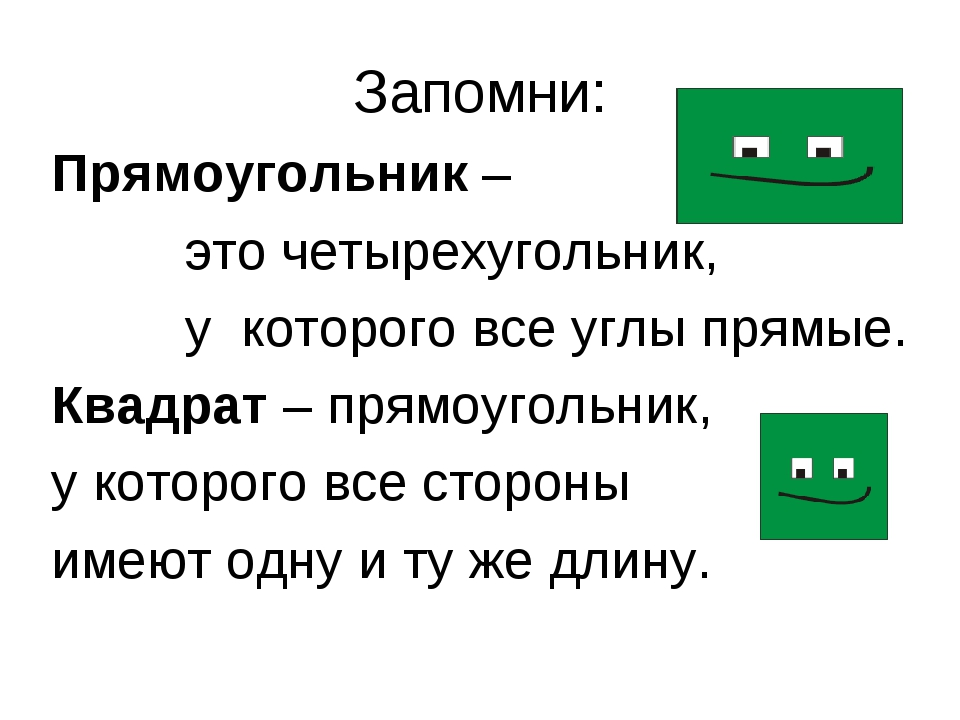 Запомни:
Прямоугольник –
это четырехугольник,
у которого все углы прямые.
Квадрат – прямоугольник,
у которого все стороны
имеют одну и ту же длину.